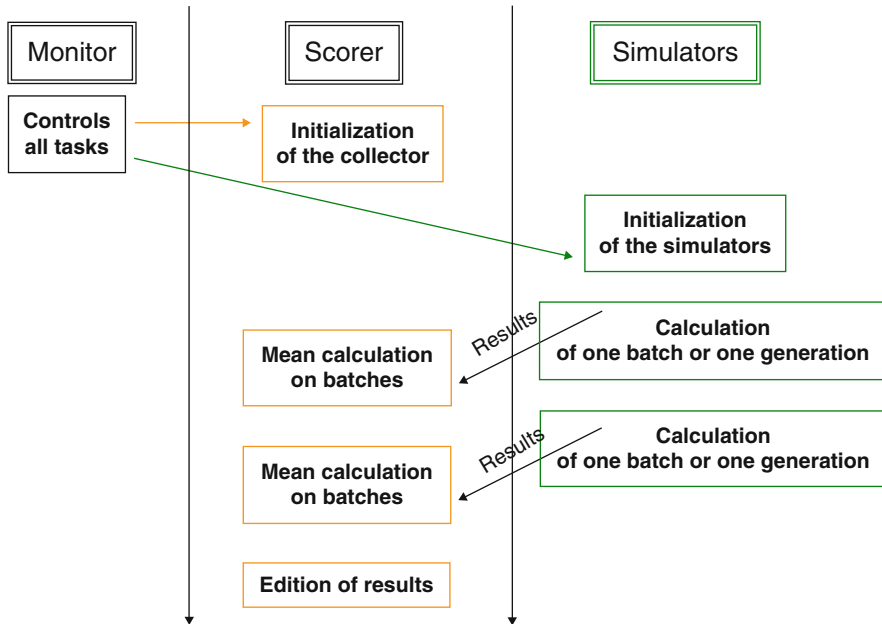 Monitor
Scorer
Simulators
Controls
all tasks
Initialization
of the collector
Initialization
of the simulators
Results
Calculation
of one batch or one generation
Mean calculation
on batches
Results
Calculation
of one batch or one generation
Mean calculation
on batches
Edition of results